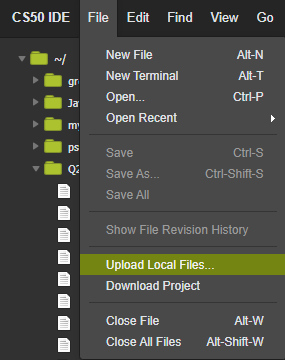 CS50 IDE File Edit Find View Go
~/
New File Alt-N
New Terminal Alt-T
Open... Ctrl-P
Open Recent
Save Ctrl-S
Save As... Ctrl-Shift-S
Save All
Show File Revision History
Upload Local Files...
Download Project
Close File Alt-W
Close All Files Alt-Shift-W
gr
Ja
my
ps
Q2